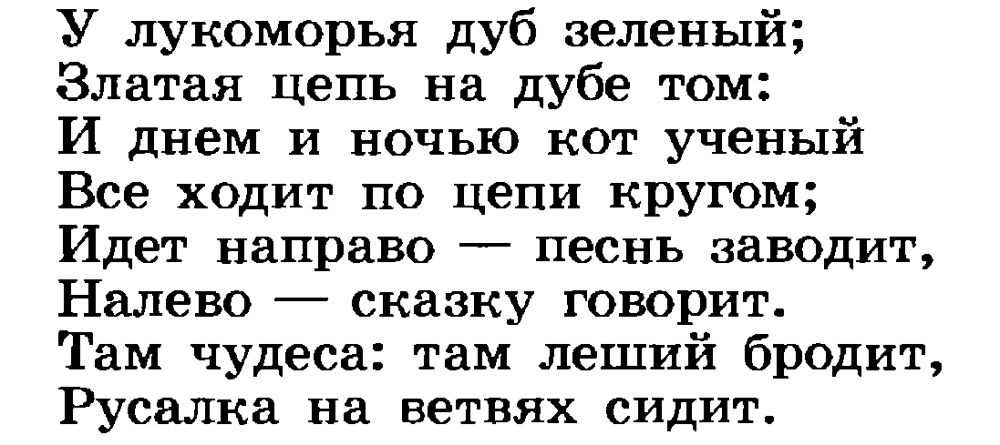 У лукоморья дуб зеленый;
Златая цепь на дубе том:
И днем и ночью кот ученый
Все ходит по цепи кругом;
Идет направо — песнь заводит,
Налево — сказку говорит.
Там чудеса: там леший бродит,
Русалка на ветвях сидит.